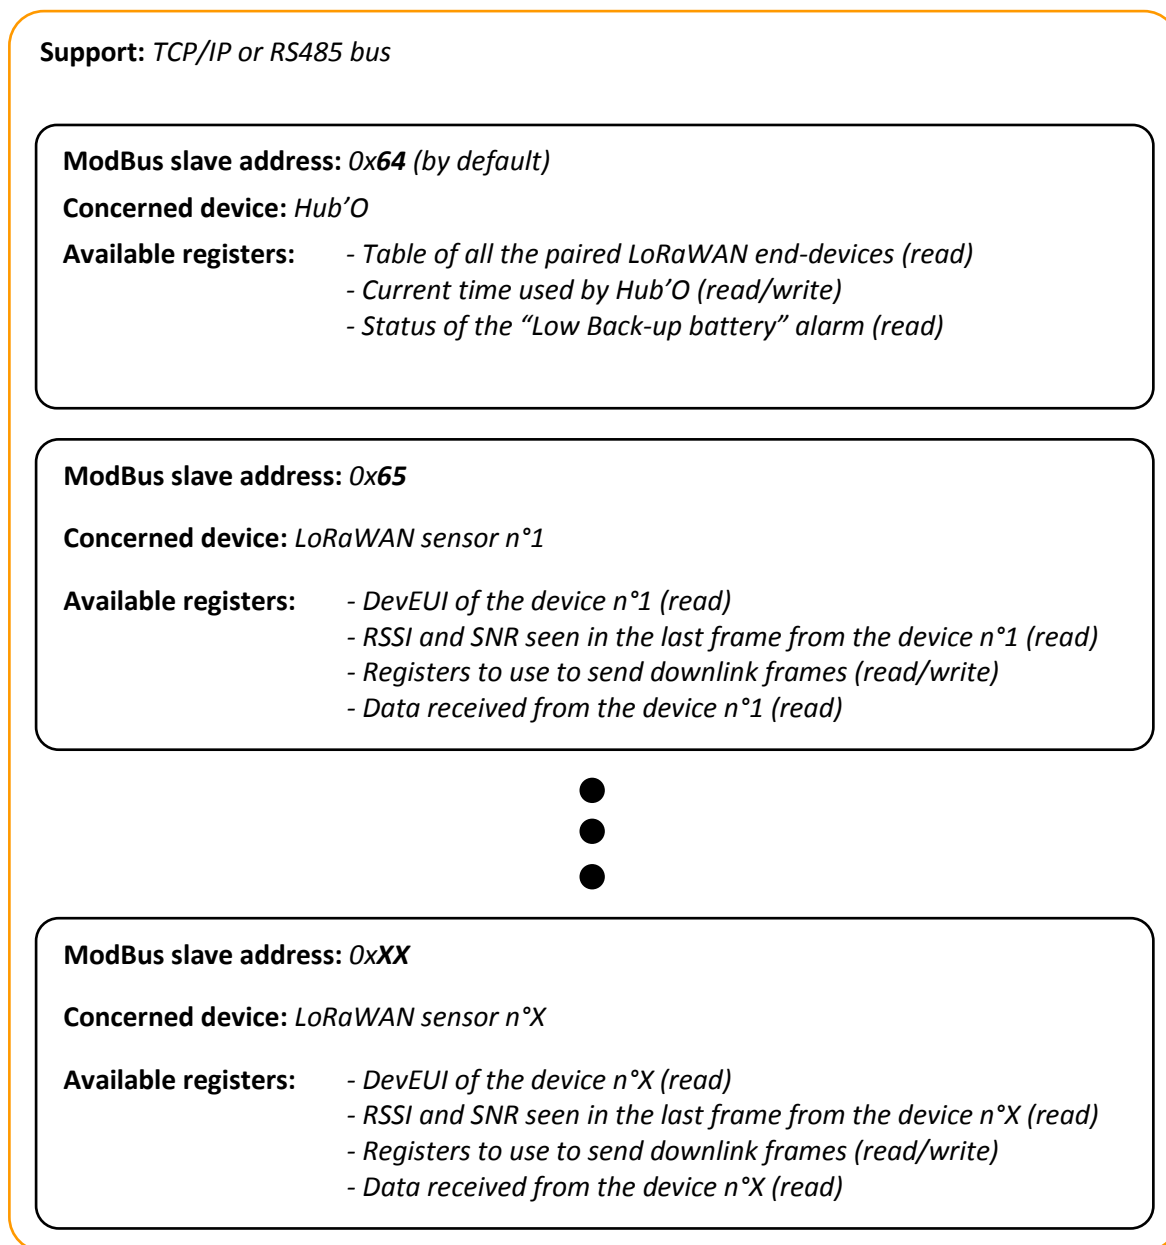 Support: TCP/IP or RS485 bus
ModBus slave address: 0x64 (by default)
Concerned device: Hub’O
Available registers: - Table of all the paired LoRaWAN end-devices (read)
- Current time used by Hub’O (read/write)
- Status of the “Low Back-up battery” alarm (read)
ModBus slave address: 0x65
Concerned device: LoRaWAN sensor n°1
Available registers: - DevEUI of the device n°1 (read)
- RSSI and SNR seen in the last frame from the device n°1 (read)
- Registers to use to send downlink frames (read/write)
- Data received from the device n°1 (read)
ModBus slave address: 0xXX
Concerned device: LoRaWAN sensor n°X
Available registers: - DevEUI of the device n°X (read)
- RSSI and SNR seen in the last frame from the device n°X (read)
- Registers to use to send downlink frames (read/write)
- Data received from the device n°X (read)